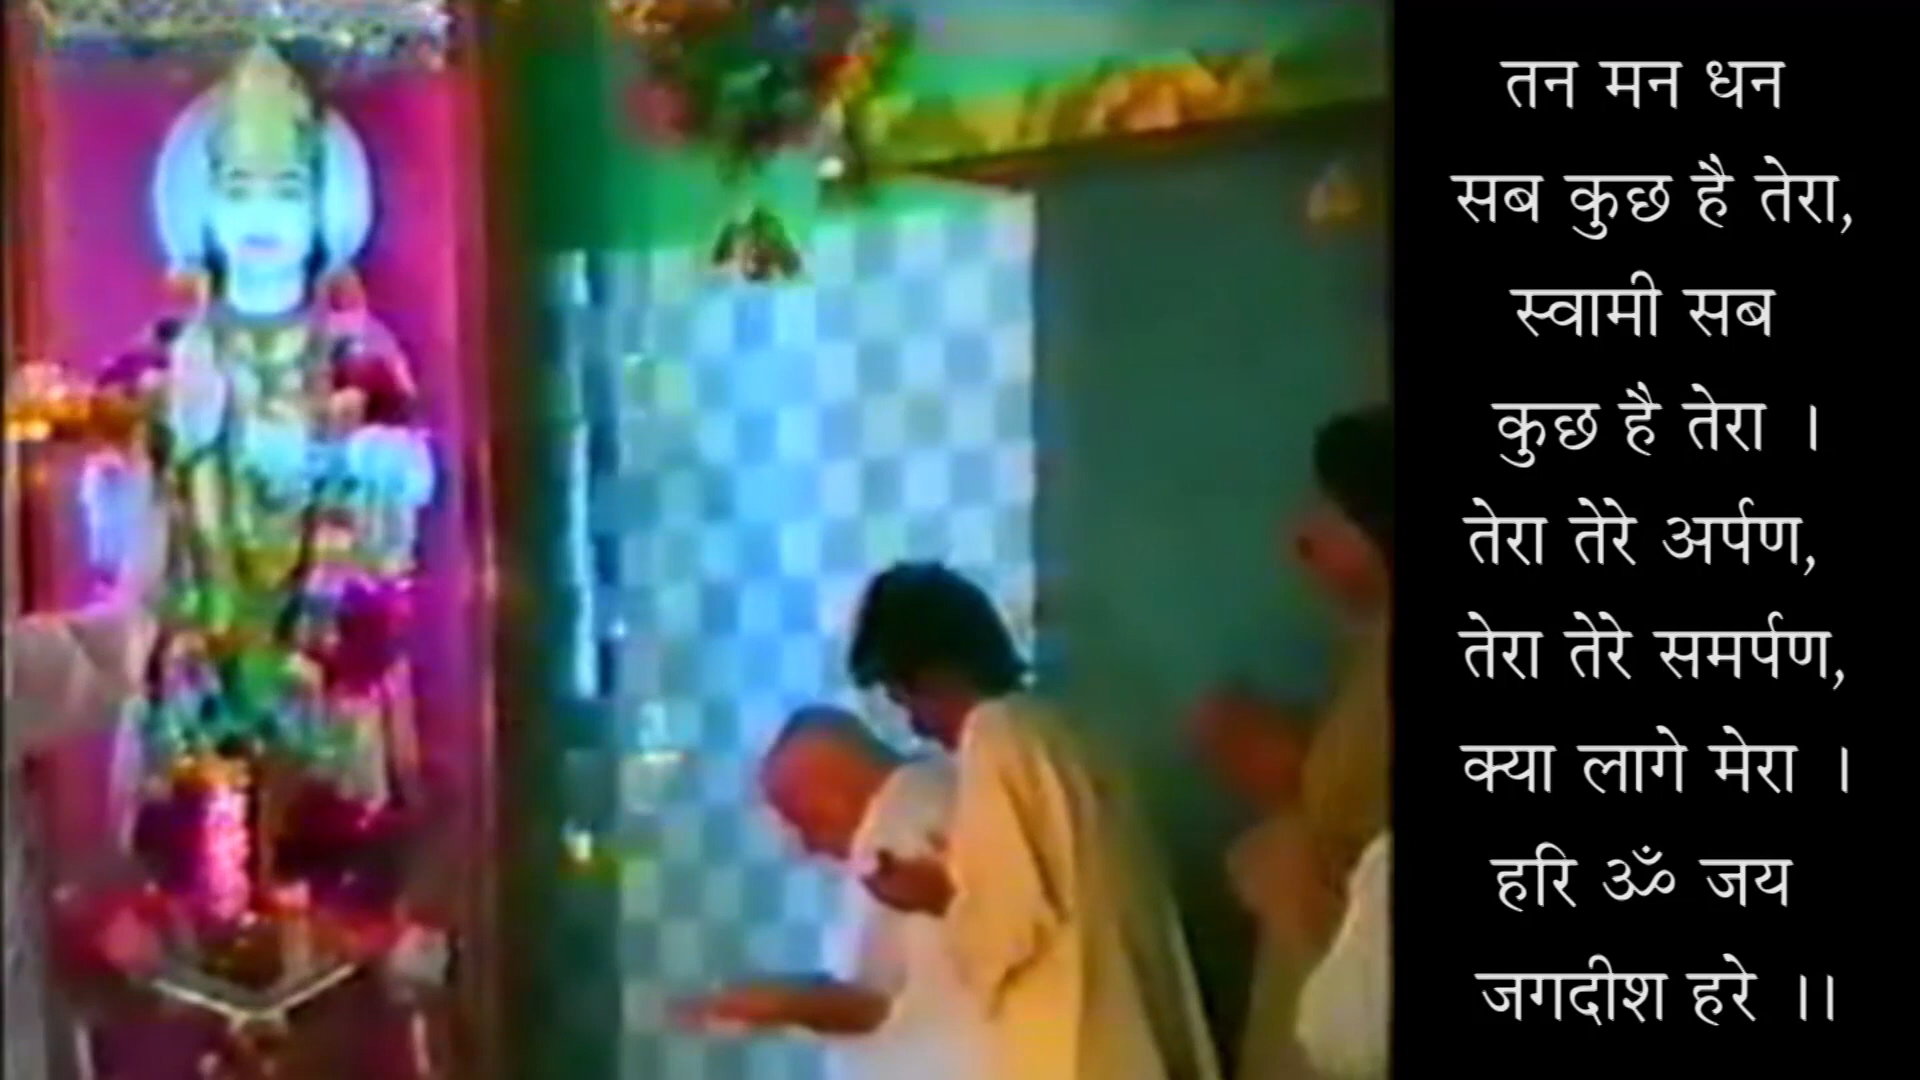 तन मन धन
सब कुछ है तेरा,
स्वामी सब
कुछ है तेरा ।
तेरा तेरे अर्पण,
तेरा तेरे समर्पण,
क्या लागे मेरा ।
हरि ॐ जय
जगदीश हरे ।।